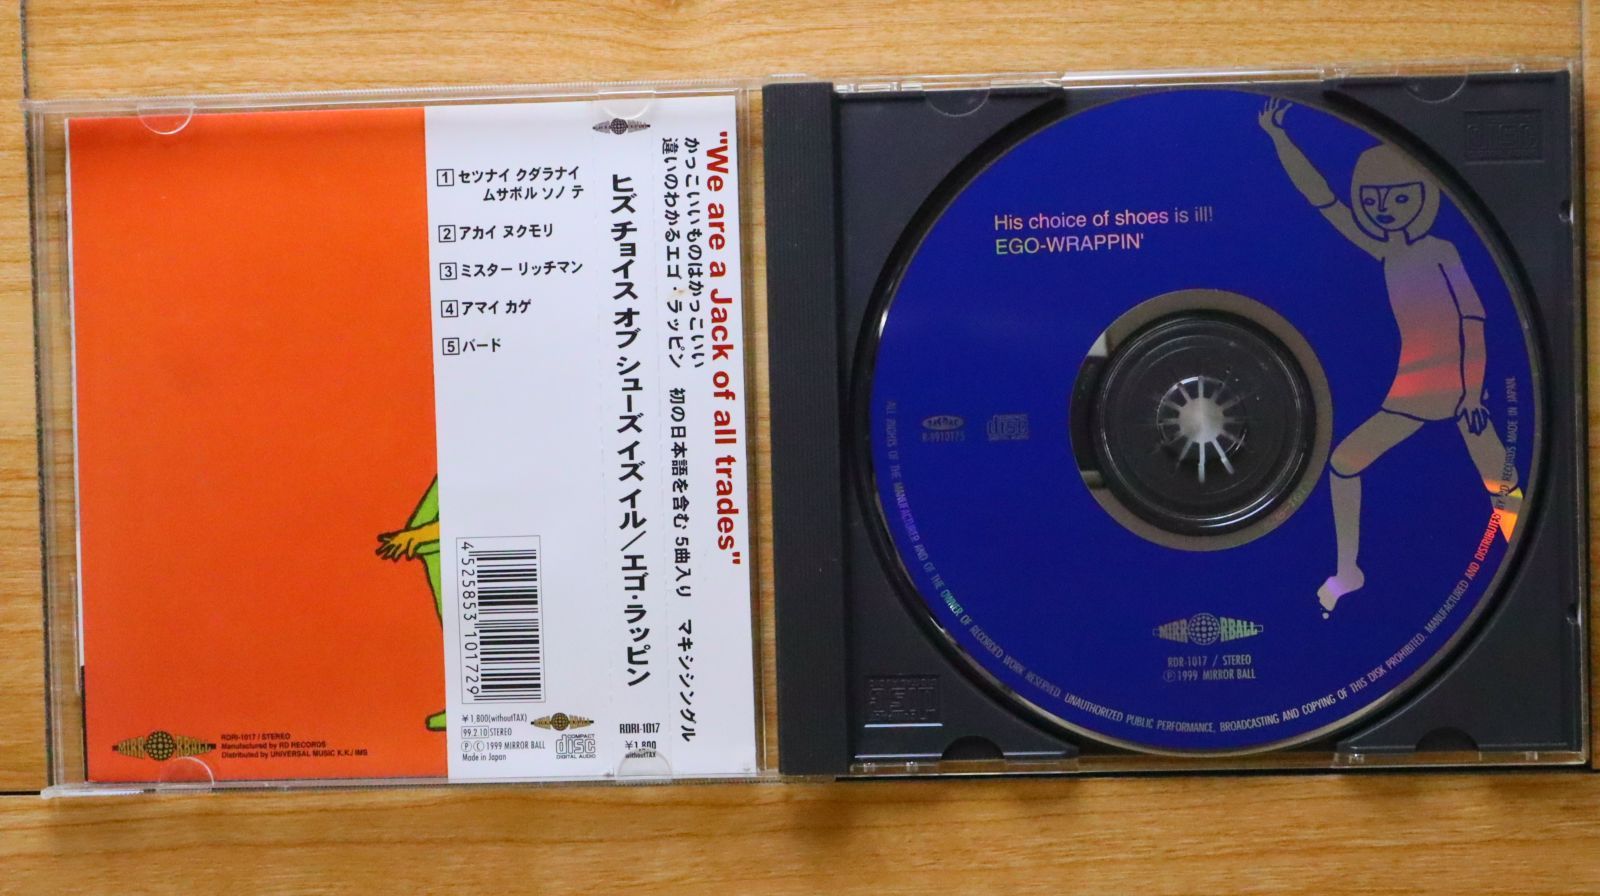 1 セツナイ クダラナイ
ムサボル ソノ テ
2 アカイ ヌクモリ
3 ミスター リッチマン
4 アマイ カゲ
5 バード
4 525853 101729
¥1,800(withoutTAX)
99.2.10 STEREO
Ⓟ Ⓒ 1999 MIRROR BALL
Made in Japan
COMPACT
disc
DIGITAL AUDIO
MIRRORBALL
RDRI-1017 / STEREO
Manufactured by RD RECORDS
Distributed by UNIVERSAL MUSIC K.K./ IMS
ヒズ チョイス オブ シューズ イズ イル/エゴ・ラッピン
RDRI-1017
¥1,800
withoutTAX
"We are a Jack of all trades"
かっこいいものはかっこいい
違いのわかるエゴ・ラッピン 初の日本語を含む 5曲入り マキシシングル
His choice of shoes is ill!
EGO-WRAPPIN'
R-9910175
disc
DIGITAL AUDIO
MIRRORBALL
RDR-1017 / STEREO
Ⓟ 1999 MIRROR BALL
ALL RIGHTS OF THE MANUFACTURER AND OF THE OWNER OF RECORDED WORK RESERVED. UNAUTHORIZED PUBLIC PERFORMANCE, BROADCASTING AND COPYING OF THIS DISK PROHIBITED. MANUFACTURED AND DISTRIBUTED BY RD RECORDS MADE IN JAPAN.